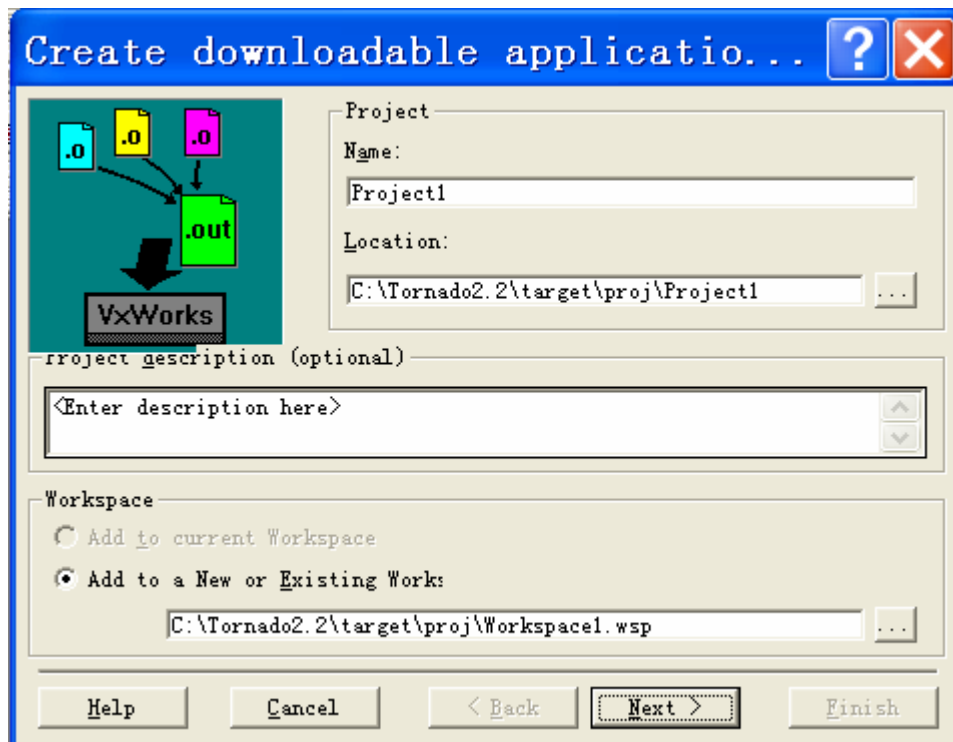 Create downloadable applicatio...
.o
.o
.o
.out
VxWorks
Project
Name:
Project1
Location:
C:\Tornado2.2\target\proj\Project1
...
Project description (optional)
<Enter description here>
Workspace
Add to current Workspace
Add to a New or Existing Works
C:\Tornado2.2\target\proj\Workspace1.wsp
...
Help
Cancel
< Back
Next >
Finish